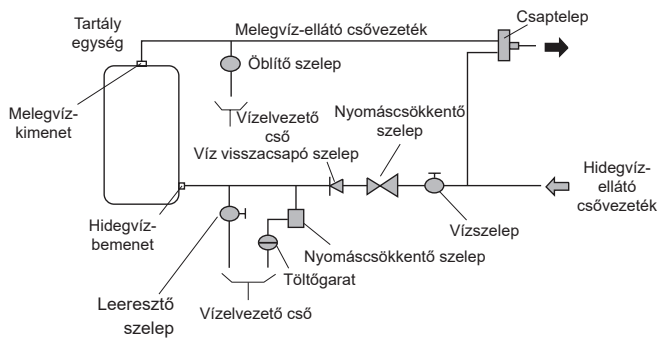 Csaptelep
Tartály
egység
Melegvíz-ellátó csővezeték
Öblítő szelep
Melegvíz-
kimenet
Vízelvezető
cső
Nyomáscsökkentő
szelep
Víz visszacsapó szelep
Hidegvíz-
ellátó
csővezeték
Hidegvíz-
bemenet
Vízszelep
Nyomáscsökkentő szelep
Töltőgarat
Leeresztő
szelep
Vízelvezető cső